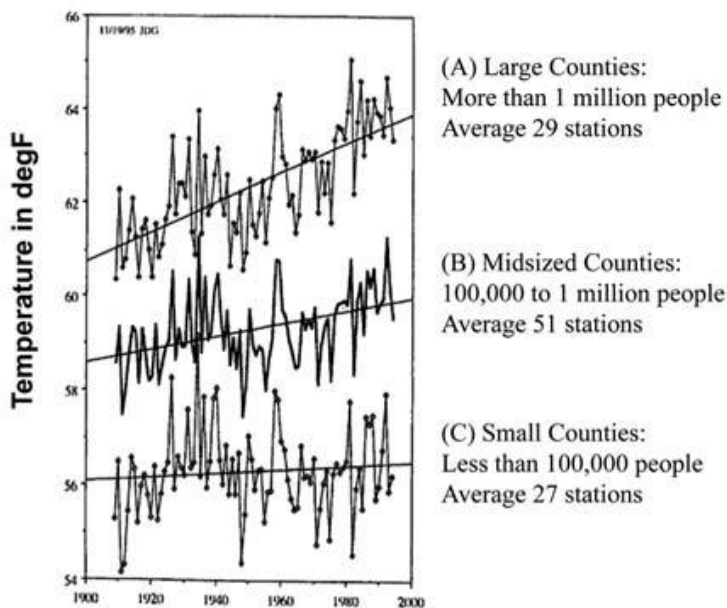 66
11/19/95 JDG
64
62
60
58
56
54
1900
1920
1940
1960
1980
2000
Temperature in degF
(A) Large Counties:
More than 1 million people
Average 29 stations
(B) Midsized Counties:
100,000 to 1 million people
Average 51 stations
(C) Small Counties:
Less than 100,000 people
Average 27 stations